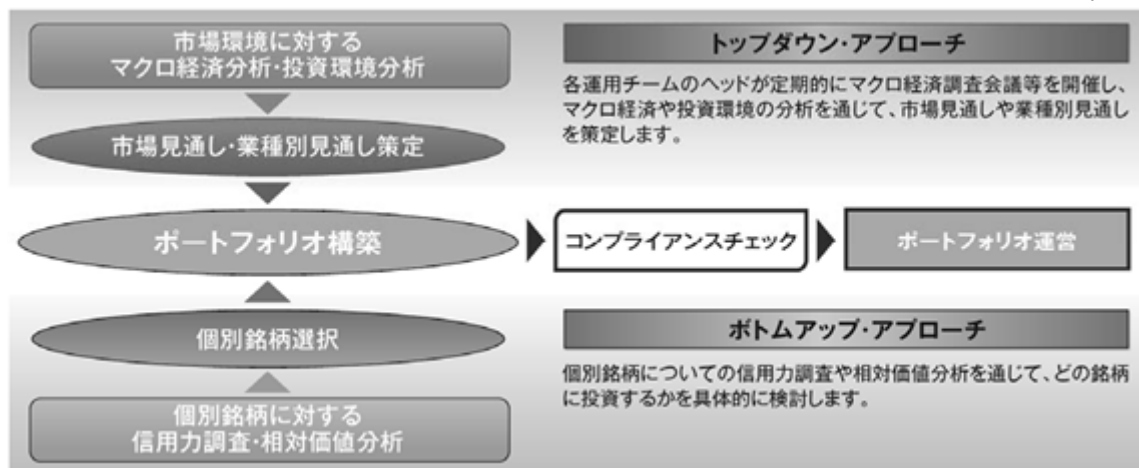 市場環境に対する
マクロ経済分析・投資環境分析
市場見通し・業種別見通し策定
トップダウン・アプローチ
各運用チームのヘッドが定期的にマクロ経済調査会議等を開催し、
マクロ経済や投資環境の分析を通じて、市場見通しや業種別見通し
を策定します。
ポートフォリオ構築
コンプライアンスチェック
ポートフォリオ運営
個別銘柄選択
個別銘柄に対する
信用力調査・相対価値分析
ボトムアップ・アプローチ
個別銘柄についての信用力調査や相対価値分析を通じて、どの銘柄
に投資するかを具体的に検討します。